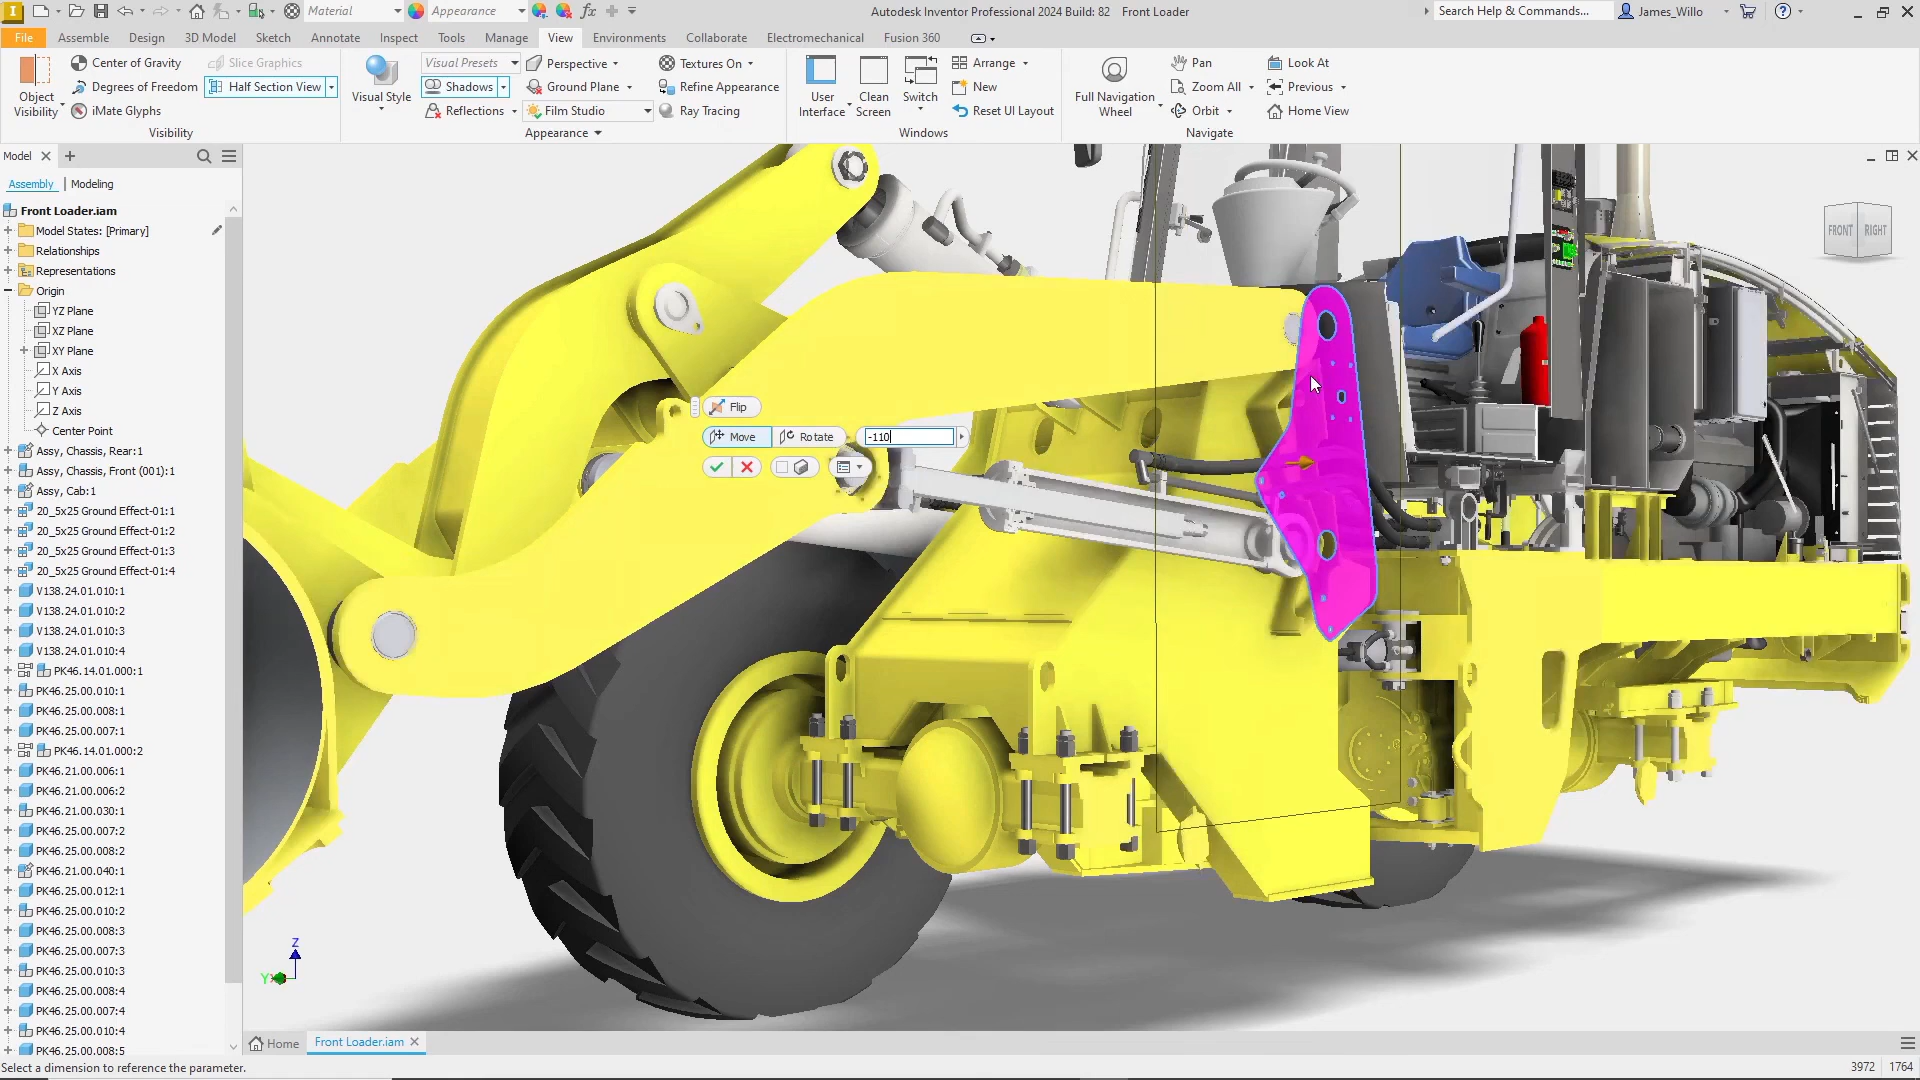 Material
Appearance
Autodesk Inventor Professional 2024 Build: 82 Front Loader
Search Help & Commands...
James_Willo
File Assemble Design 3D Model Sketch Annotate Inspect Tools Manage View Environments Collaborate Electromechanical Fusion 360
Object Visibility
Center of Gravity
Slice Graphics
Degrees of Freedom
Half Section View
iMate Glyphs
Visibility
Visual Style
Visual Presets
Shadows
Reflections
Perspective
Ground Plane
Film Studio
Textures On
Refine Appearance
Ray Tracing
Appearance
User Interface
Clean Screen
Switch
Arrange
New
Reset UI Layout
Windows
Full Navigation Wheel
Pan
Zoom All
Orbit
Look At
Previous
Home View
Navigate
Model
Assembly Modeling
Front Loader.iam
Model States: [Primary]
Relationships
Representations
Origin
YZ Plane
XZ Plane
XY Plane
X Axis
Y Axis
Z Axis
Center Point
Assy, Chassis, Rear:1
Assy, Chassis, Front (001):1
Assy, Cab:1
20_5x25 Ground Effect-01:1
20_5x25 Ground Effect-01:2
20_5x25 Ground Effect-01:3
20_5x25 Ground Effect-01:4
V138.24.01.010:1
V138.24.01.010:2
V138.24.01.010:3
V138.24.01.010:4
PK46.14.01.000:1
PK46.25.00.010:1
PK46.25.00.008:1
PK46.25.00.007:1
PK46.14.01.000:2
PK46.21.00.006:1
PK46.21.00.006:2
PK46.21.00.030:1
PK46.25.00.007:2
PK46.25.00.008:2
PK46.21.00.040:1
PK46.25.00.012:1
PK46.25.00.010:2
PK46.25.00.008:3
PK46.25.00.007:3
PK46.25.00.010:3
PK46.25.00.008:4
PK46.25.00.007:4
PK46.25.00.010:4
PK46.25.00.008:5
FRONT RIGHT
Flip
Move Rotate -110
Z
Y
Home Front Loader.iam
Select a dimension to reference the parameter.
3972 1764